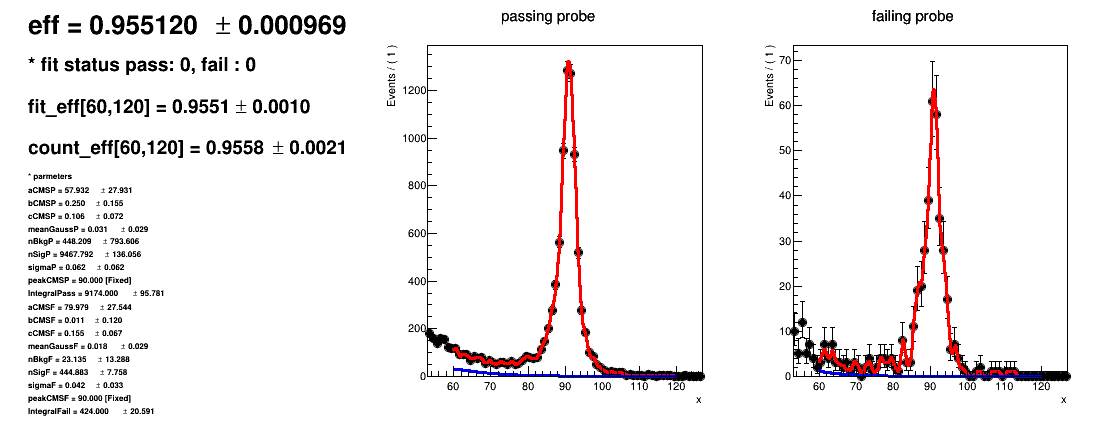 eff = 0.955120 ± 0.000969
* fit status pass: 0, fail : 0
fit_eff[60,120] = 0.9551 ± 0.0010
count_eff[60,120] = 0.9558 ± 0.0021
* parmeters
aCMSP = 57.932 ± 27.931
bCMSP = 0.250 ± 0.155
cCMSP = 0.106 ± 0.072
meanGaussP = 0.031 ± 0.029
nBkgP = 448.209 ± 793.606
nSigP = 9467.792 ± 136.056
sigmaP = 0.062 ± 0.062
peakCMSP = 90.000 [Fixed]
IntegralPass = 9174.000 ± 95.781
aCMSF = 79.979 ± 27.544
bCMSF = 0.011 ± 0.120
cCMSF = 0.155 ± 0.067
meanGaussF = 0.018 ± 0.029
nBkgF = 23.135 ± 13.288
nSigF = 444.883 ± 7.758
sigmaF = 0.042 ± 0.033
peakCMSF = 90.000 [Fixed]
IntegralFail = 424.000 ± 20.591
passing probe
Events / ( 1 )
1200
1000
800
600
400
200
0
60 70 80 90 100 110 120
x
failing probe
Events / ( 1 )
70
60
50
40
30
20
10
0
60 70 80 90 100 110 120
x